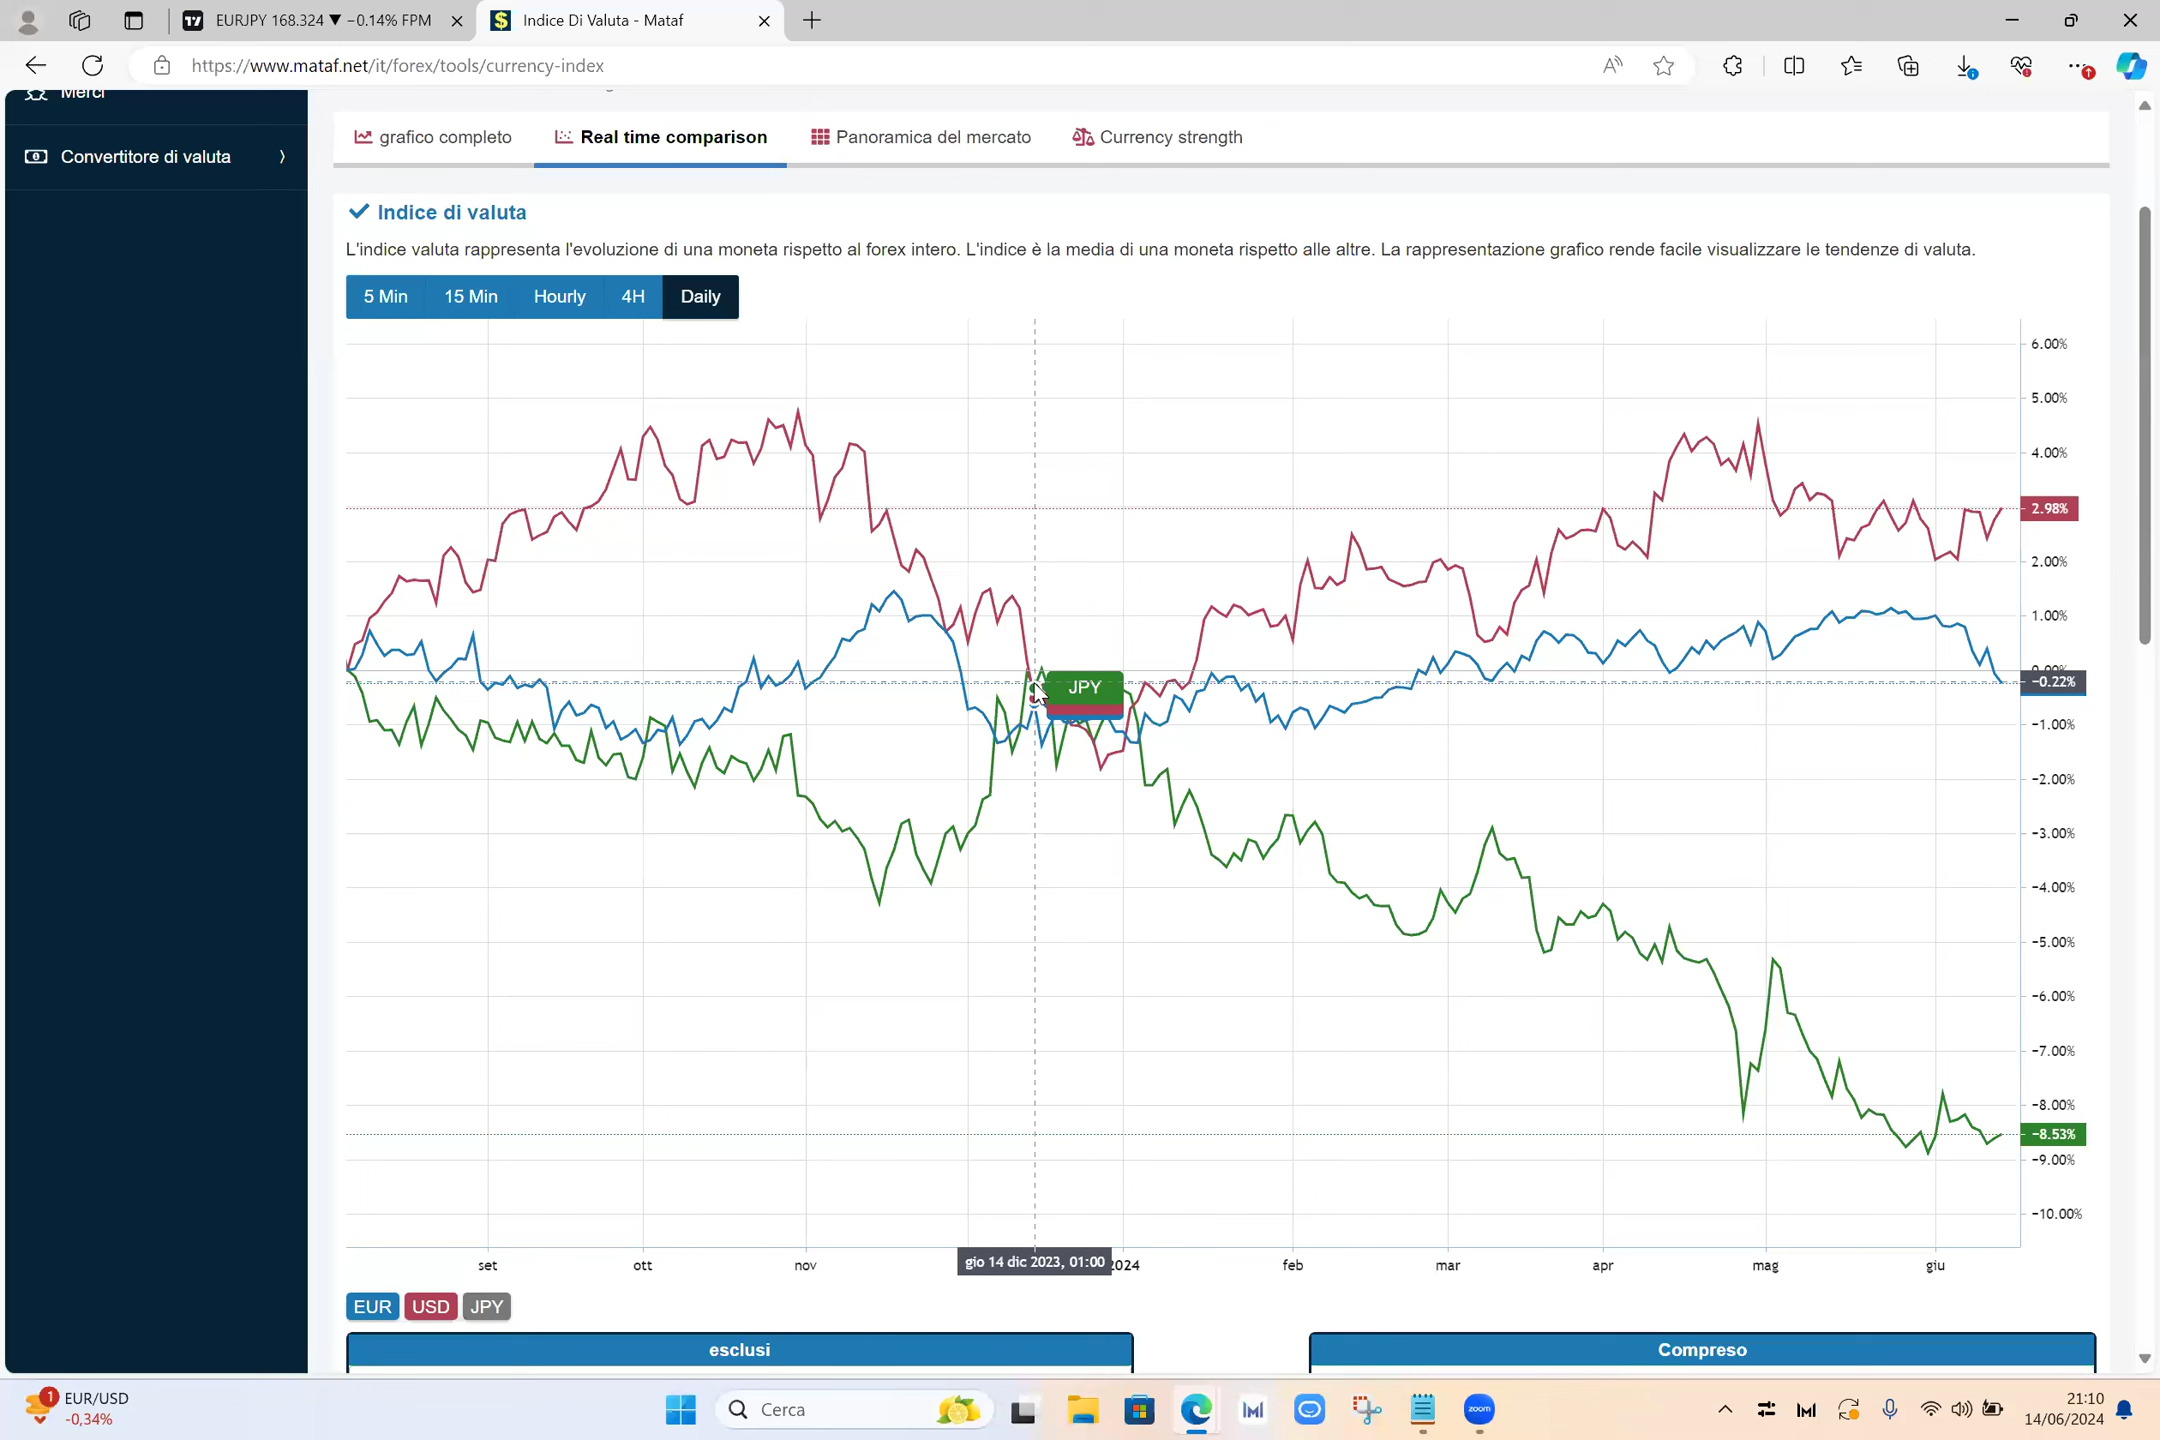 EURJPY 168.324 ▼ −0.14% FPM
Indice Di Valuta - Mataf
https://www.mataf.net/it/forex/tools/currency-index
Merci
Convertitore di valuta
grafico completo
Real time comparison
Panoramica del mercato
Currency strength
Indice di valuta
L'indice valuta rappresenta l'evoluzione di una moneta rispetto al forex intero. L'indice è la media di una moneta rispetto alle altre. La rappresentazione grafico rende facile visualizzare le tendenze di valuta.
5 Min 15 Min Hourly 4H Daily
6.00%
5.00%
4.00%
2.98%
2.00%
1.00%
0.00%
−0.22%
JPY
−1.00%
−2.00%
−3.00%
−4.00%
−5.00%
−6.00%
−7.00%
−8.00%
−8.53%
−9.00%
−10.00%
set ott nov gio 14 dic 2023, 01:00 2024 feb mar apr mag giu
EUR USD JPY
esclusi
Compreso
1
EUR/USD
-0,34%
Cerca
zoom
21:10
14/06/2024